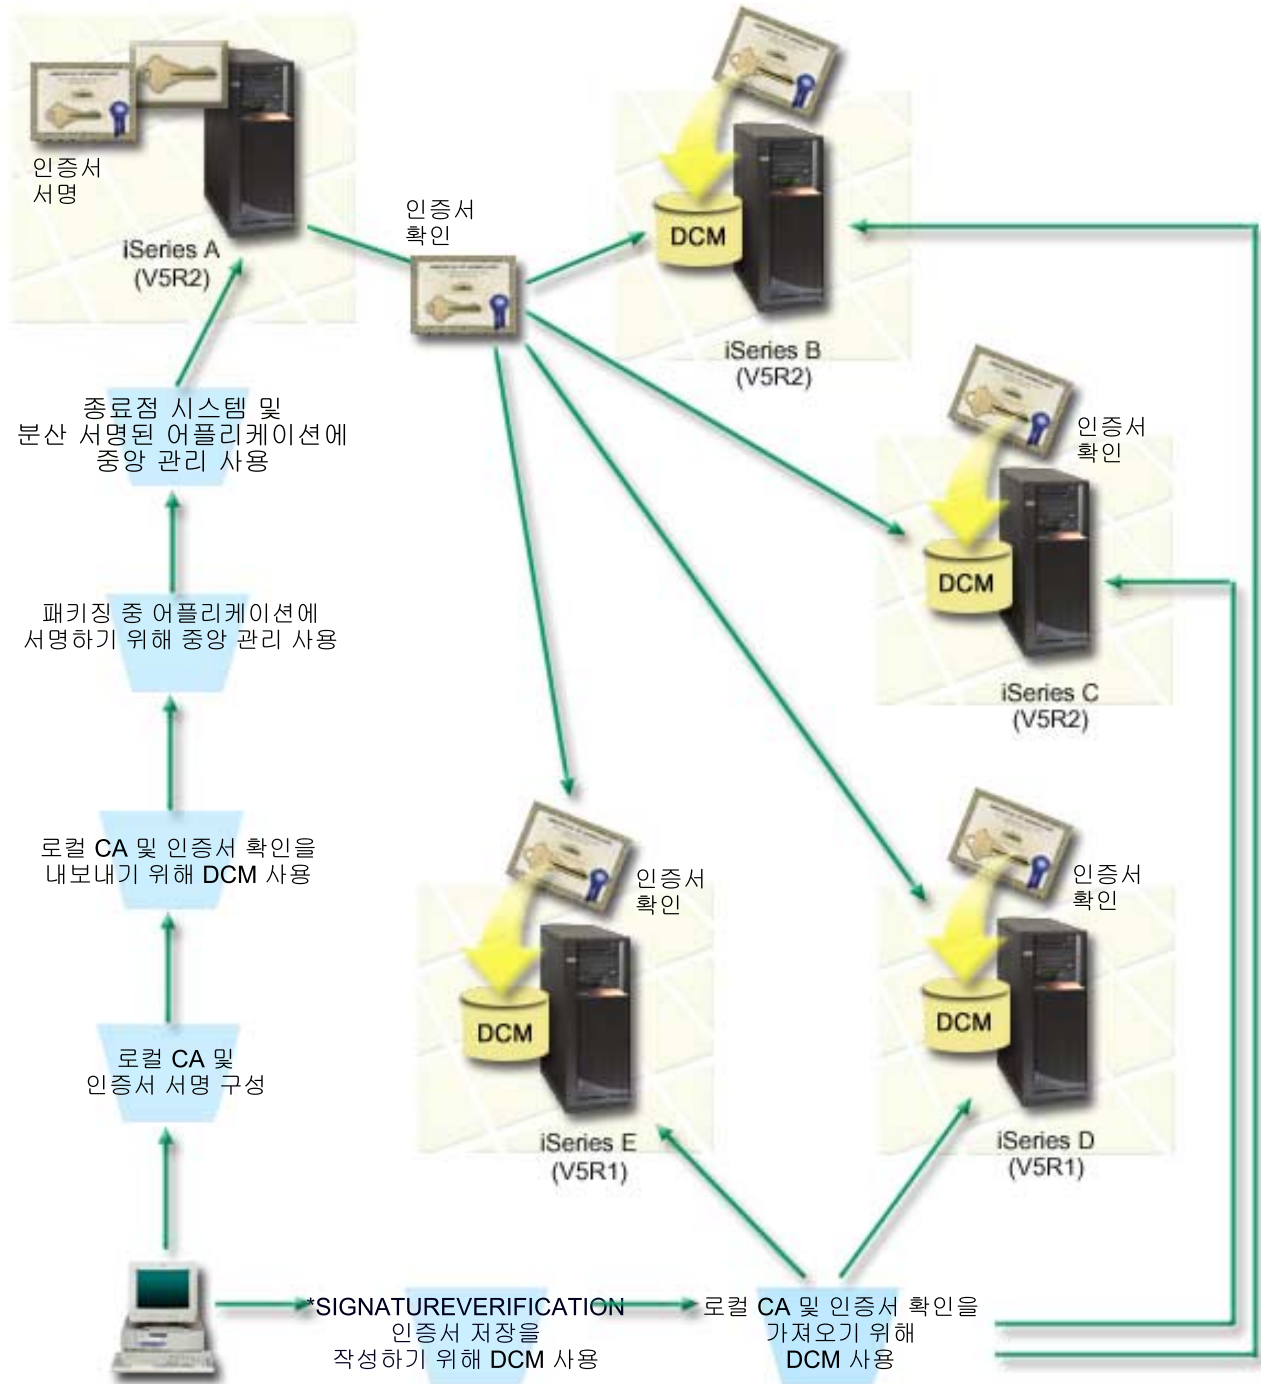 인증서
서명
iSeries A
(V5R2)
인증서
확인
DCM
iSeries B
(V5R2)
종료점 시스템 및
분산 서명된 어플리케이션에
중앙 관리 사용
인증서
확인
DCM
iSeries C
(V5R2)
패키징 중 어플리케이션에
서명하기 위해 중앙 관리 사용
로컬 CA 및 인증서 확인을
내보내기 위해 DCM 사용
인증서
확인
DCM
iSeries E
(V5R1)
인증서
확인
DCM
iSeries D
(V5R1)
로컬 CA 및
인증서 서명 구성
*SIGNATUREVERIFICATION
인증서 저장을
작성하기 위해 DCM 사용
로컬 CA 및 인증서 확인을
가져오기 위해
DCM 사용